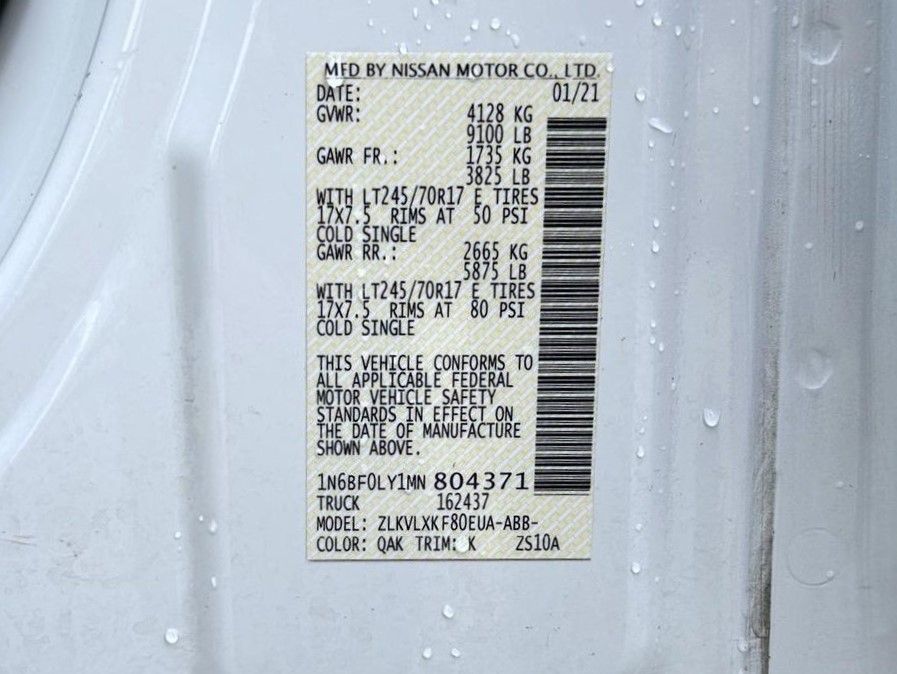 MFD BY NISSAN MOTOR CO., LTD.
DATE: 01/21
GVWR: 4128 KG
9100 LB
GAWR FR.: 1735 KG
3825 LB
WITH LT245/70R17 E TIRES
17X7.5 RIMS AT 50 PSI
COLD SINGLE
GAWR RR.: 2665 KG
5875 LB
WITH LT245/70R17 E TIRES
17X7.5 RIMS AT 80 PSI
COLD SINGLE
THIS VEHICLE CONFORMS TO
ALL APPLICABLE FEDERAL
MOTOR VEHICLE SAFETY
STANDARDS IN EFFECT ON
THE DATE OF MANUFACTURE
SHOWN ABOVE.
1N6BF0LY1MN 804371
TRUCK 162437
MODEL: ZLKVLXKF80EUA-ABB-
COLOR: QAK TRIM: K ZS10A